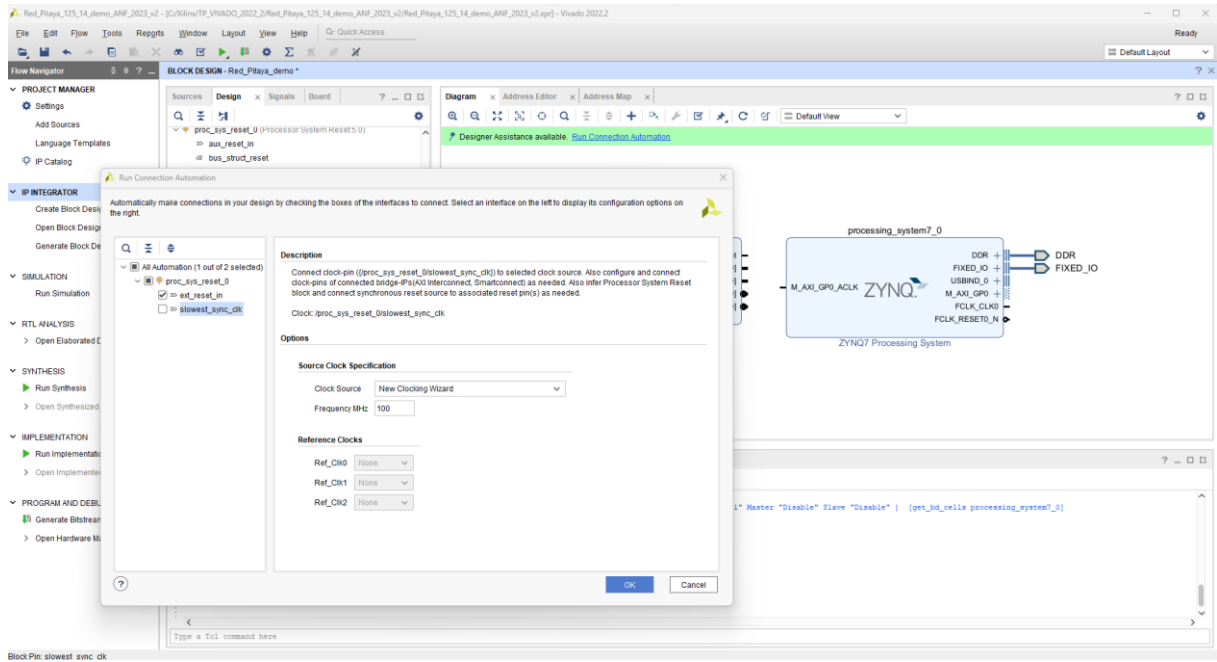 Red_Pitaya_125_14_demo_ANF_2023_v2 - [C:/Xilinx/TP_VIVADO_2022_2/Red_Pitaya_125_14_demo_ANF_2023_v2/Red_Pitaya_125_14_demo_ANF_2023_v2.xpr] - Vivado 2022.2
File Edit Flow Tools Reports Window Layout View Help Q- Quick Access Ready
Default Layout
Flow Navigator BLOCK DESIGN - Red_Pitaya_demo *
PROJECT MANAGER
Settings
Add Sources
Language Templates
IP Catalog
Sources Design Signals Board
proc_sys_reset_0 (Processor System Reset:5.0)
aux_reset_in
bus_struct_reset
Diagram Address Editor Address Map
Default View
Designer Assistance available. Run Connection Automation
IP INTEGRATOR
Create Block Desi
Open Block Desig
Generate Block De
SIMULATION
Run Simulation
RTL ANALYSIS
Open Elaborated D
SYNTHESIS
Run Synthesis
Open Synthesized
IMPLEMENTATION
Run Implementatio
Open Implemente
PROGRAM AND DEBU
Generate Bitstream
Open Hardware Ma
Run Connection Automation
Automatically make connections in your design by checking the boxes of the interfaces to connect. Select an interface on the left to display its configuration options on
the right.
All Automation (1 out of 2 selected)
proc_sys_reset_0
ext_reset_in
slowest_sync_clk
Description
Connect clock-pin ({/proc_sys_reset_0/slowest_sync_clk}) to selected clock source. Also configure and connect
clock-pins of connected bridge-IPs(AXI Interconnect, Smartconnect) as needed. Also infer Processor System Reset
block and connect synchronous reset source to associated reset pin(s) as needed.
Clock: /proc_sys_reset_0/slowest_sync_clk
Options
Source Clock Specification
Clock Source New Clocking Wizard
Frequency MHz 100
Reference Clocks
Ref_Clk0 None
Ref_Clk1 None
Ref_Clk2 None
OK Cancel
processing_system7_0
DDR
FIXED_IO
USBIND_0
M_AXI_GP0
FCLK_CLK0
FCLK_RESET0_N
M_AXI_GP0_ACLK
ZYNQ
DDR
FIXED_IO
ZYNQ7 Processing System
1" Master "Disable" Slave "Disable" } [get_bd_cells processing_system7_0]
Type a Tcl command here
Block Pin: slowest_sync_clk